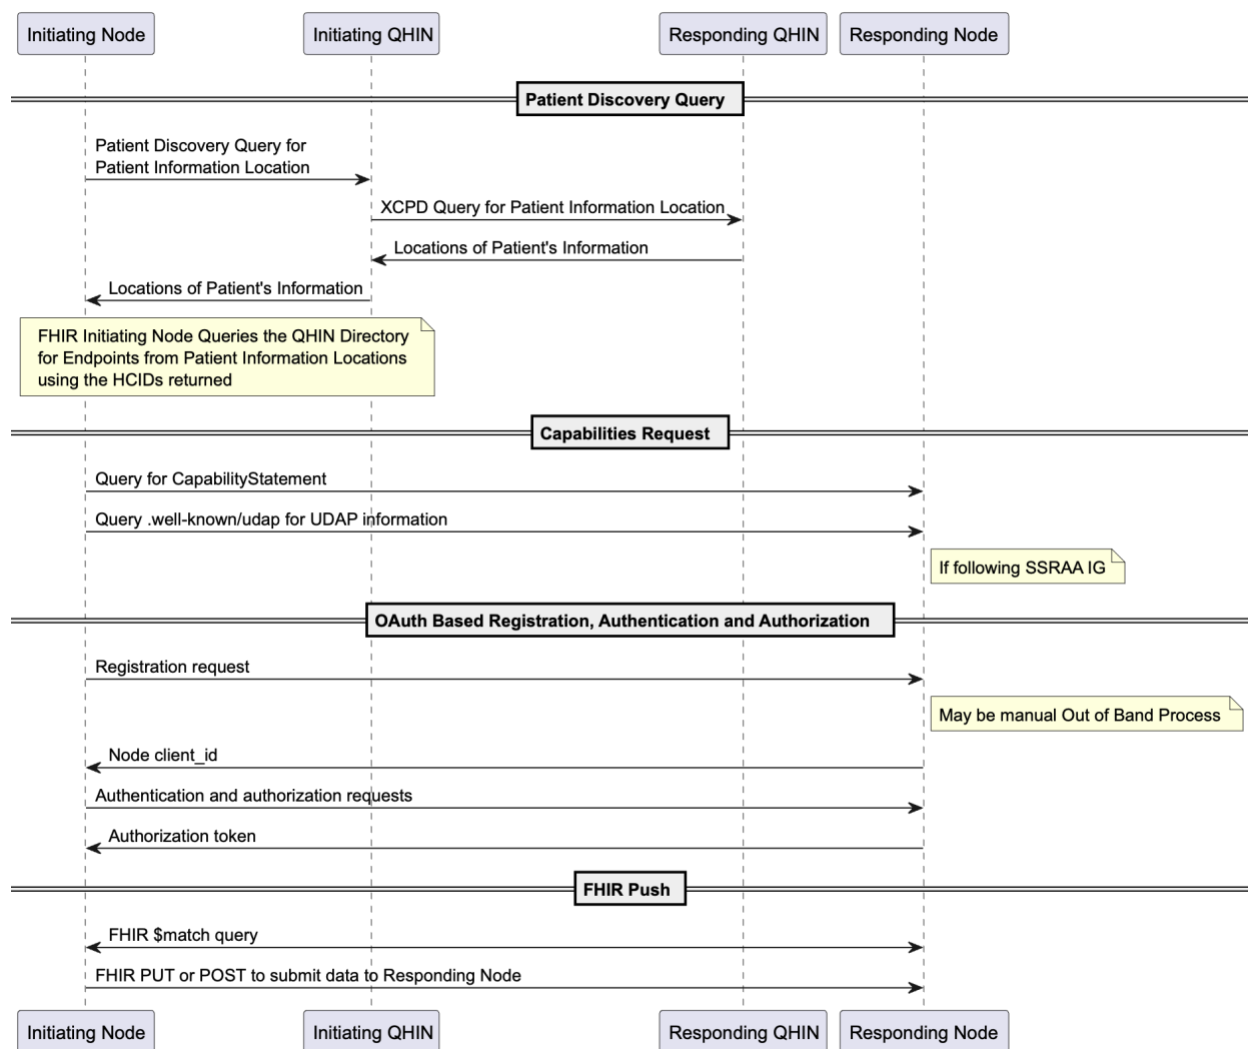 Initiating Node
Initiating QHIN
Responding QHIN
Responding Node
Patient Discovery Query
Patient Discovery Query for
Patient Information Location
XCPD Query for Patient Information Location
Locations of Patient's Information
Locations of Patient's Information
FHIR Initiating Node Queries the QHIN Directory
for Endpoints from Patient Information Locations
using the HCIDs returned
Capabilities Request
Query for CapabilityStatement
Query .well-known/udap for UDAP information
If following SSRAA IG
OAuth Based Registration, Authentication and Authorization
Registration request
May be manual Out of Band Process
Node client_id
Authentication and authorization requests
Authorization token
FHIR Push
FHIR $match query
FHIR PUT or POST to submit data to Responding Node
Initiating Node
Initiating QHIN
Responding QHIN
Responding Node